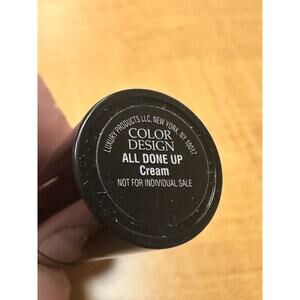 LUXURY PRODUCTS LLC, NEW YORK, NY 10017
COLOR
DESIGN
ALL DONE UP
Cream
NOT FOR INDIVIDUAL SALE